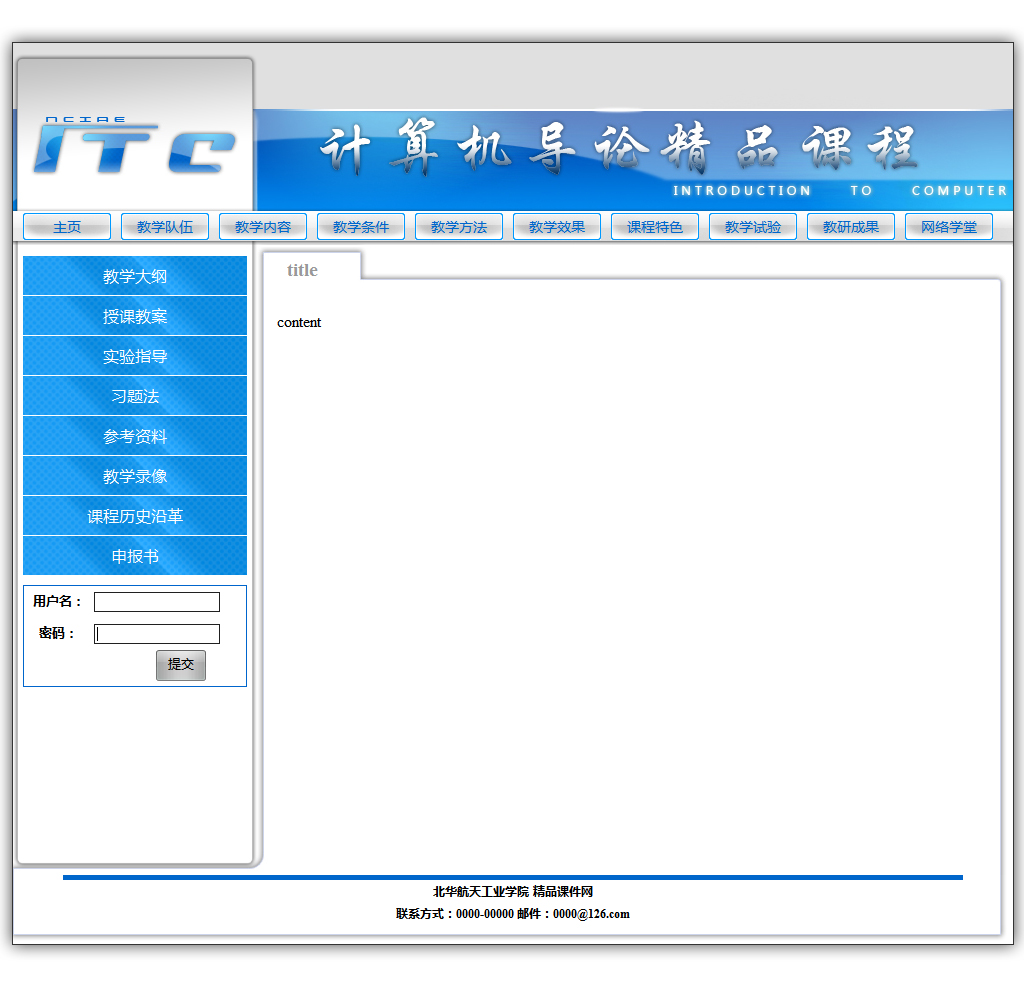 ITC
计算机导论精品课程
INTRODUCTION TO COMPUTER
主页 教学队伍 教学内容 教学条件 教学方法 教学效果 课程特色 教学试验 教研成果 网络学堂
教学大纲
授课教案
实验指导
习题法
参考资料
教学录像
课程历史沿革
申报书
用户名：
密码：
提交
title
content
北华航天工业学院 精品课件网
联系方式：0000-00000 邮件：0000@126.com